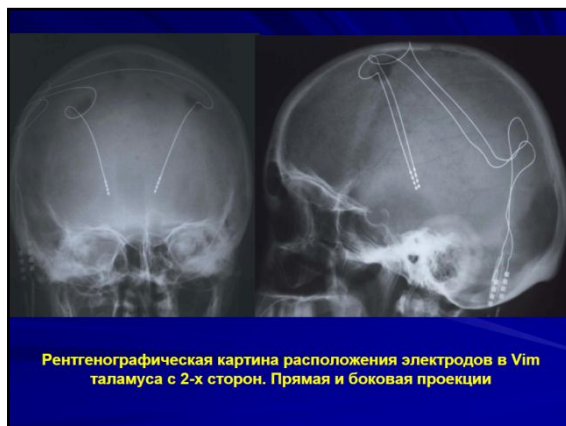 Рентгенографическая картина расположения электродов в Vim
таламуса с 2-х сторон. Прямая и боковая проекции